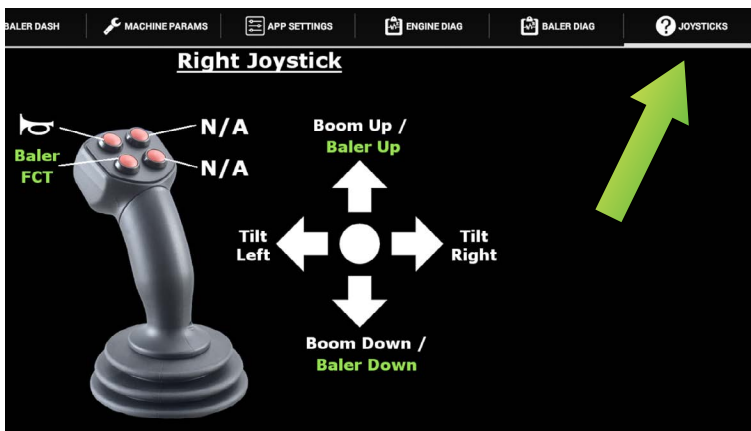 BALER DASH
MACHINE PARAMS
APP SETTINGS
ENGINE DIAG
BALER DIAG
? JOYSTICKS
Right Joystick
N/A
Baler
FCT
N/A
Boom Up /
Baler Up
Tilt
Left
Tilt
Right
Boom Down /
Baler Down